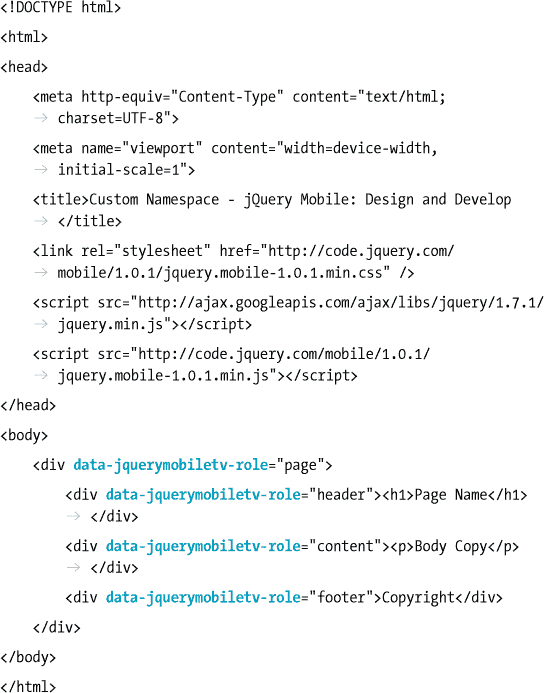 <!DOCTYPE html>
<html>
<head>
<meta http-equiv="Content-Type" content="text/html;
→ charset=UTF-8">
<meta name="viewport" content="width=device-width,
→ initial-scale=1">
<title>Custom Namespace - jQuery Mobile: Design and Develop
→ </title>
<link rel="stylesheet" href="http://code.jquery.com/
→ mobile/1.0.1/jquery.mobile-1.0.1.min.css" />
<script src="http://ajax.googleapis.com/ajax/libs/jquery/1.7.1/
→ jquery.min.js"></script>
<script src="http://code.jquery.com/mobile/1.0.1/
→ jquery.mobile-1.0.1.min.js"></script>
</head>
<body>
<div data-jquerymobiletv-role="page">
<div data-jquerymobiletv-role="header"><h1>Page Name</h1>
→ </div>
<div data-jquerymobiletv-role="content"><p>Body Copy</p>
→ </div>
<div data-jquerymobiletv-role="footer">Copyright</div>
</div>
</body>
</html>